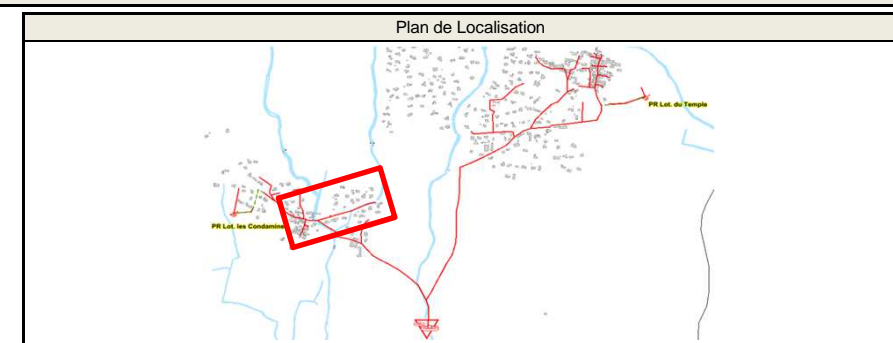 Plan de Localisation
PR Lot. du Temple
PR Lot. les Condamine